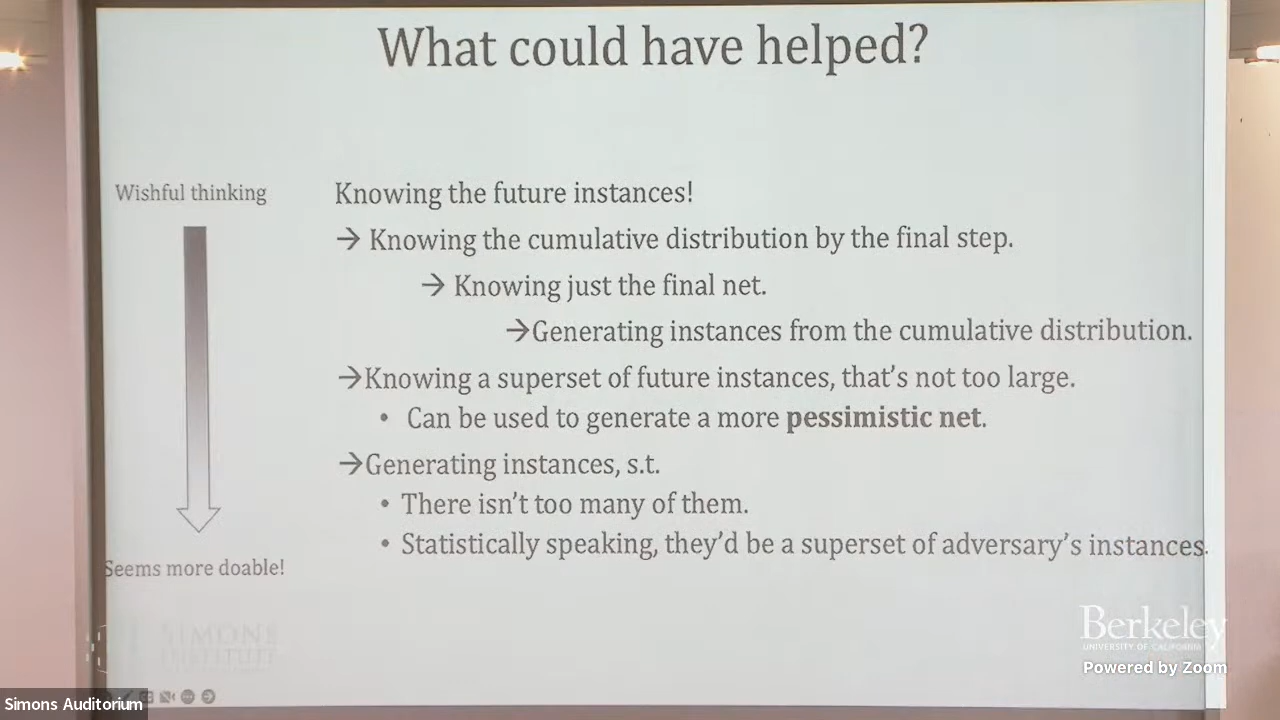 What could have helped?
Wishful thinking
Knowing the future instances!
→ Knowing the cumulative distribution by the final step.
→ Knowing just the final net.
→Generating instances from the cumulative distribution.
→Knowing a superset of future instances, that's not too large.
• Can be used to generate a more pessimistic net.
→Generating instances, s.t.
• There isn't too many of them.
• Statistically speaking, they'd be a superset of adversary's instances.
Seems more doable!
SIMONS
INSTITUTE
Berkeley
UNIVERSITY OF CALIFORNIA
Powered by Zoom
Simons Auditorium